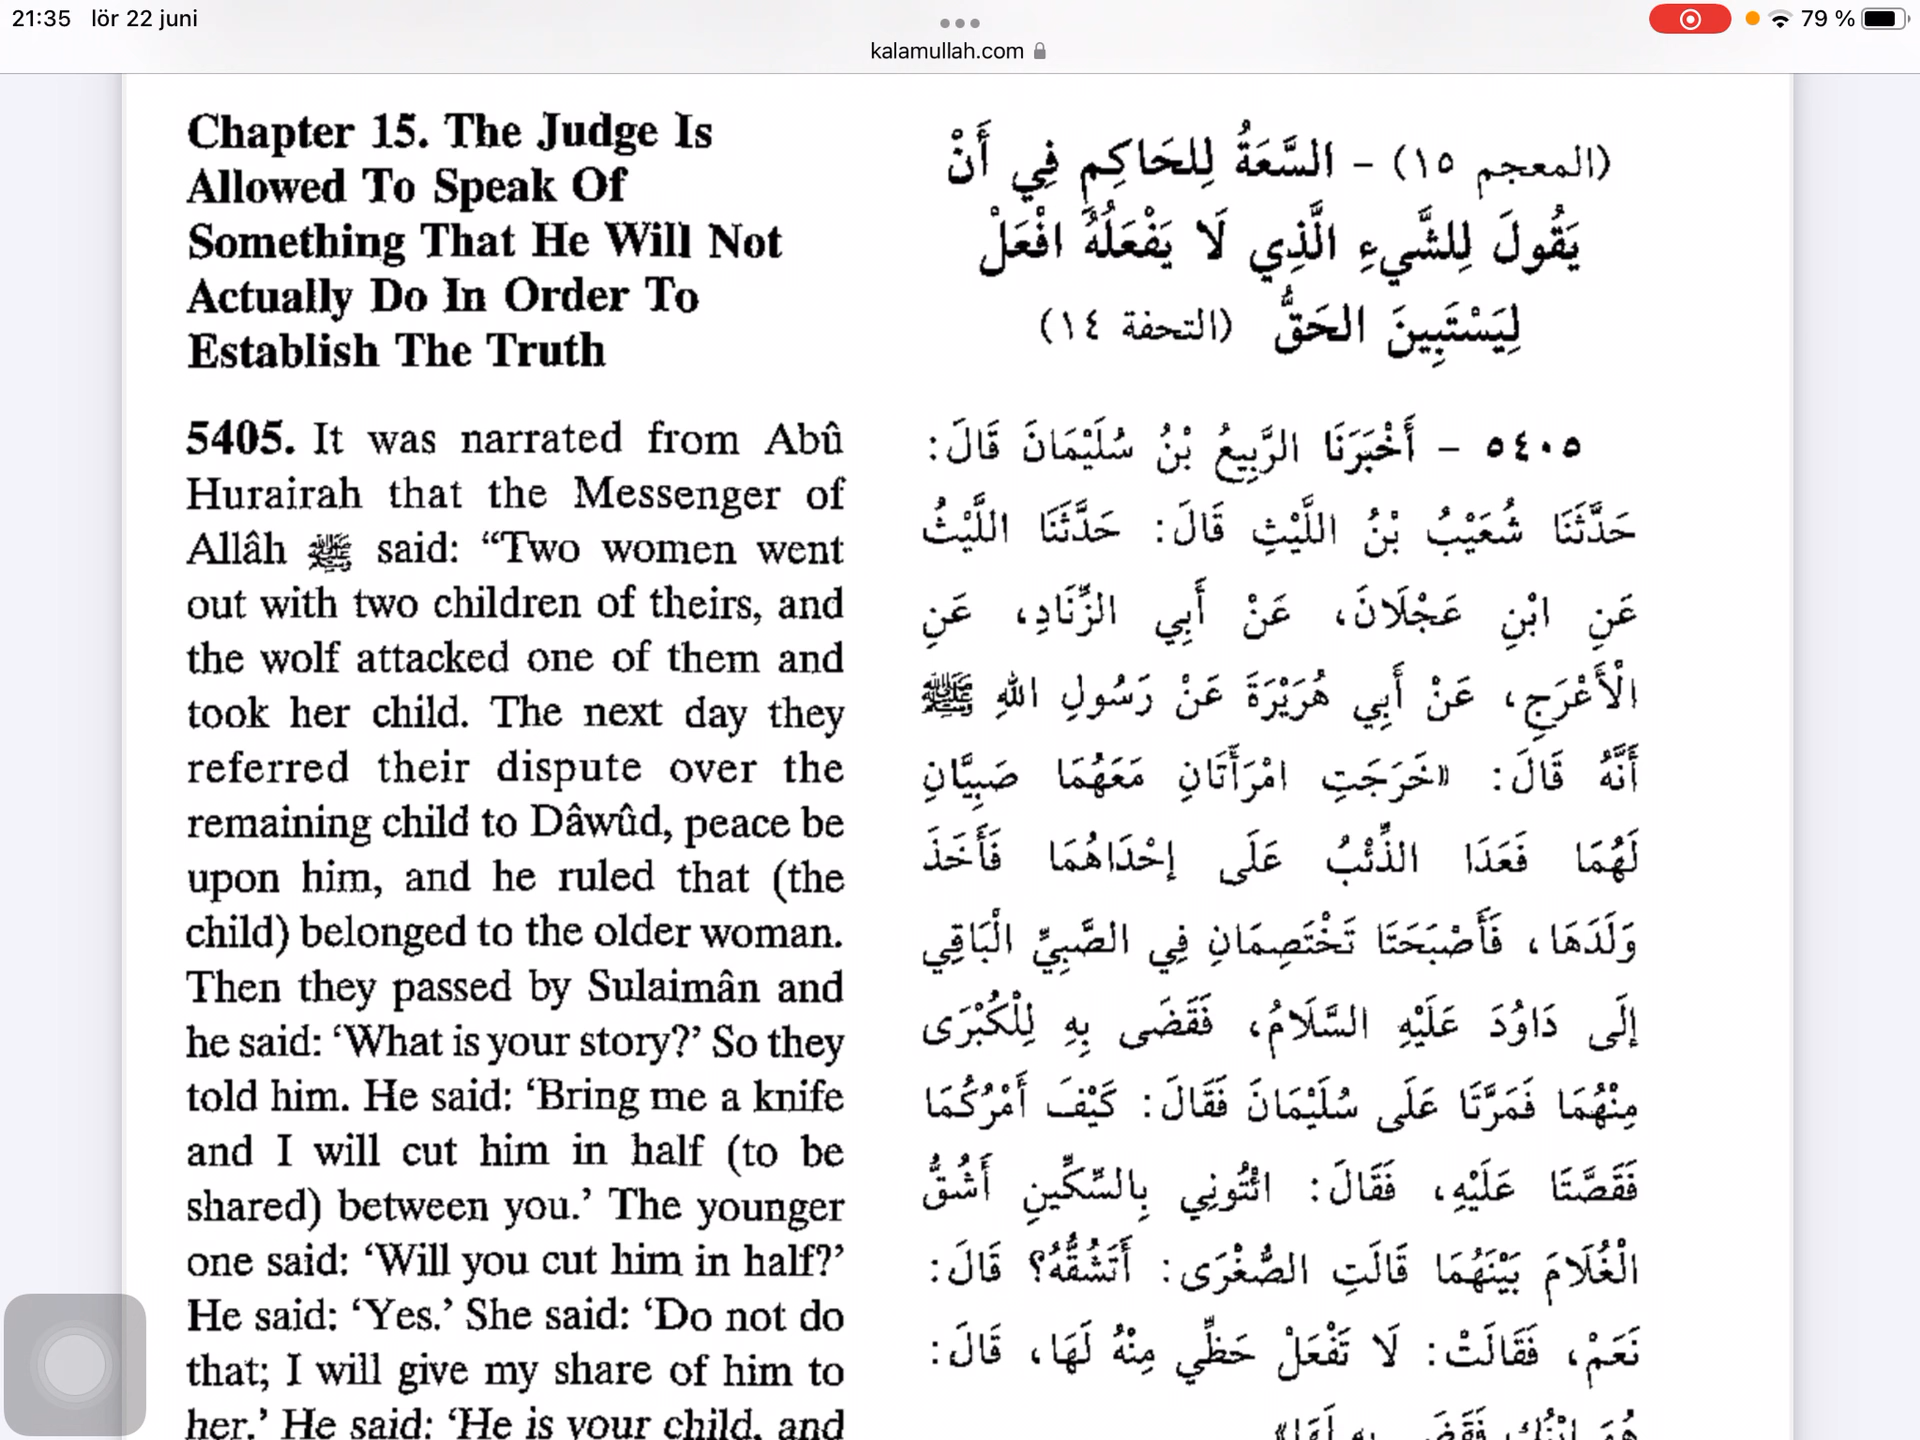 21:35 lör 22 juni
79 %
kalamullah.com
Chapter 15. The Judge Is
Allowed To Speak Of
Something That He Will Not
Actually Do In Order To
Establish The Truth
5405. It was narrated from Abû
Hurairah that the Messenger of
Allâh ﷺ said: “Two women went
out with two children of theirs, and
the wolf attacked one of them and
took her child. The next day they
referred their dispute over the
remaining child to Dâwûd, peace be
upon him, and he ruled that (the
child) belonged to the older woman.
Then they passed by Sulaimân and
he said: ‘What is your story?’ So they
told him. He said: ‘Bring me a knife
and I will cut him in half (to be
shared) between you.’ The younger
one said: ‘Will you cut him in half?’
He said: ‘Yes.’ She said: ‘Do not do
that; I will give my share of him to
her.’ He said: ‘He is your child, and
(المعجم ١٥) - السَّعَةُ لِلحَاكِمِ فِي أَنْ
يَقُولَ لِلشَّيءِ الَّذِي لَا يَفْعَلُهُ افْعَلْ
لِيَسْتَبِينَ الحَقُّ (التحفة ١٤)
٥٤٠٥ - أَخْبَرَنَا الرَّبِيعُ بْنُ سُلَيْمَانَ قَالَ:
حَدَّثَنَا شُعَيْبُ بْنُ اللَّيْثِ قَالَ: حَدَّثَنَا اللَّيْثُ
عَنِ ابْنِ عَجْلَانَ، عَنْ أَبِي الزِّنَادِ، عَنِ
الْأَعْرَجِ، عَنْ أَبِي هُرَيْرَةَ عَنْ رَسُولِ اللهِ ﷺ
أَنَّهُ قَالَ: «خَرَجَتِ امْرَأَتَانِ مَعَهُمَا صَبِيَّانِ
لَهُمَا فَعَدَا الذِّئْبُ عَلَى إِحْدَاهُمَا فَأَخَذَ
وَلَدَهَا، فَأَصْبَحَتَا تَخْتَصِمَانِ فِي الصَّبِيِّ الْبَاقِي
إِلَى دَاوُدَ عَلَيْهِ السَّلَامُ، فَقَضَى بِهِ لِلْكُبْرَى
مِنْهُمَا فَمَرَّتَا عَلَى سُلَيْمَانَ فَقَالَ: كَيْفَ أَمْرُكُمَا
فَقَصَّتَا عَلَيْهِ، فَقَالَ: ائْتُونِي بِالسِّكِّينِ أَشُقُّ
الْغُلَامَ بَيْنَهُمَا قَالَتِ الصُّغْرَى: أَتَشُقُّهُ؟ قَالَ:
نَعَمْ، فَقَالَتْ: لَا تَفْعَلْ حَظِّي مِنْهُ لَهَا، قَالَ:
هُوَ ابْنُكِ فَقَضَى بِهِ لَهَا»